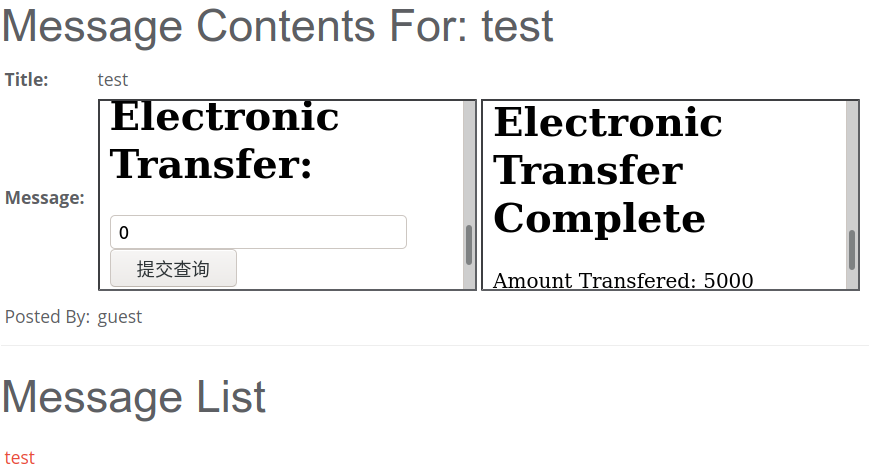 Message Contents For: test
Title: test
Message:
Electronic
Transfer:
0
提交查询
Electronic
Transfer
Complete
Amount Transfered: 5000
Posted By: guest
Message List
test